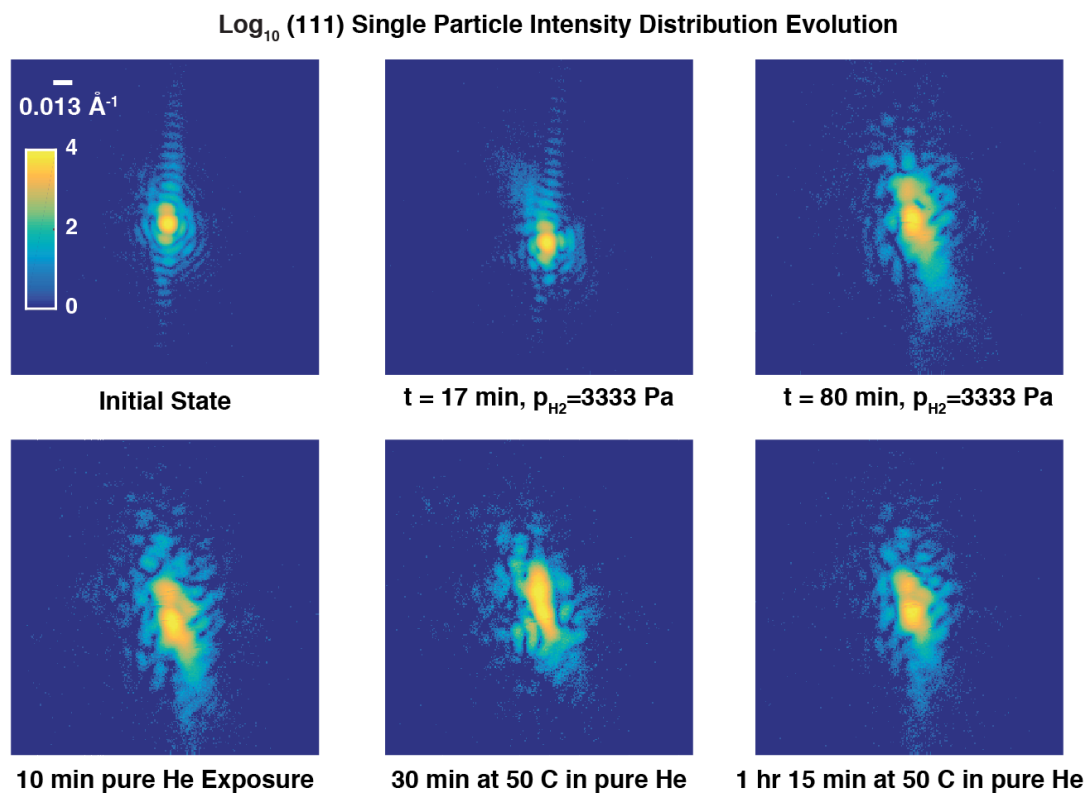 Log₁₀ (111) Single Particle Intensity Distribution Evolution
0.013 Å⁻¹
4
2
0
Initial State
t = 17 min, p_H2=3333 Pa
t = 80 min, p_H2=3333 Pa
10 min pure He Exposure
30 min at 50 C in pure He
1 hr 15 min at 50 C in pure He